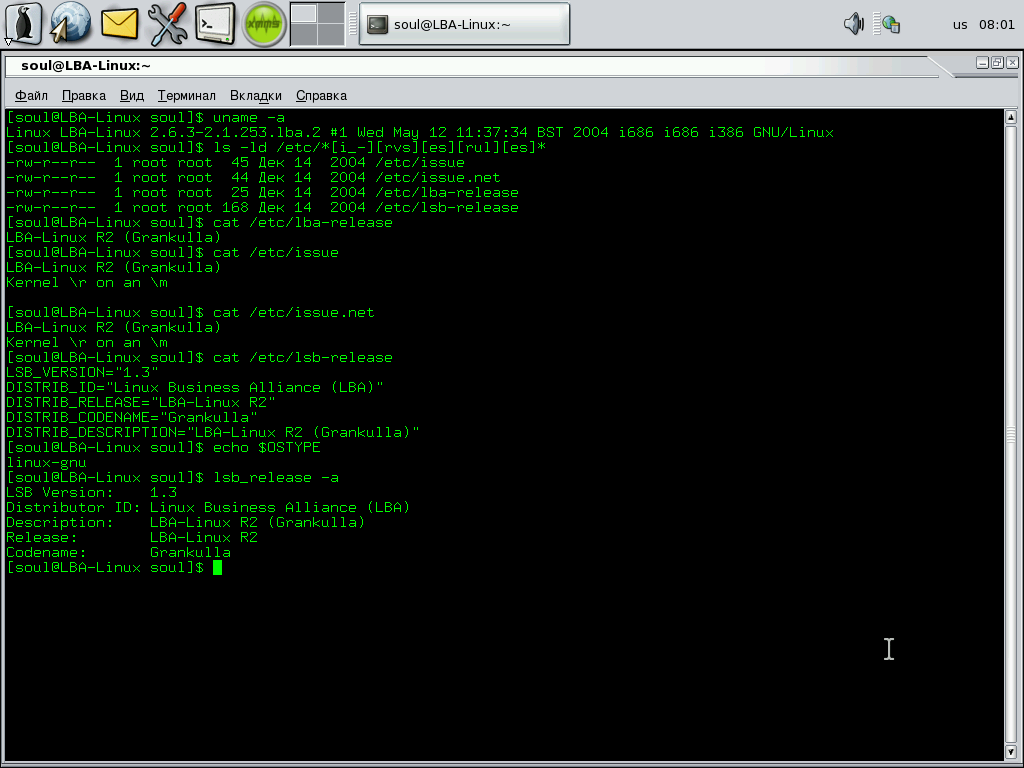 xmms
soul@LBA-Linux:~
us 08:01
soul@LBA-Linux:~
Файл Правка Вид Терминал Вкладки Справка
[soul@LBA-Linux soul]$ uname -a
Linux LBA-Linux 2.6.3-2.1.253.lba.2 #1 Wed May 12 11:37:34 BST 2004 i686 i686 i386 GNU/Linux
[soul@LBA-Linux soul]$ ls -ld /etc/*[i_-][rvs][es][rul][es]*
-rw-r--r--  1 root root  45 Дек 14  2004 /etc/issue
-rw-r--r--  1 root root  44 Дек 14  2004 /etc/issue.net
-rw-r--r--  1 root root  25 Дек 14  2004 /etc/lba-release
-rw-r--r--  1 root root 168 Дек 14  2004 /etc/lsb-release
[soul@LBA-Linux soul]$ cat /etc/lba-release
LBA-Linux R2 (Grankulla)
[soul@LBA-Linux soul]$ cat /etc/issue
LBA-Linux R2 (Grankulla)
Kernel \r on an \m
[soul@LBA-Linux soul]$ cat /etc/issue.net
LBA-Linux R2 (Grankulla)
Kernel \r on an \m
[soul@LBA-Linux soul]$ cat /etc/lsb-release
LSB_VERSION="1.3"
DISTRIB_ID="Linux Business Alliance (LBA)"
DISTRIB_RELEASE="LBA-Linux R2"
DISTRIB_CODENAME="Grankulla"
DISTRIB_DESCRIPTION="LBA-Linux R2 (Grankulla)"
[soul@LBA-Linux soul]$ echo $OSTYPE
linux-gnu
[soul@LBA-Linux soul]$ lsb_release -a
LSB Version:    1.3
Distributor ID: Linux Business Alliance (LBA)
Description:    LBA-Linux R2 (Grankulla)
Release:        LBA-Linux R2
Codename:       Grankulla
[soul@LBA-Linux soul]$